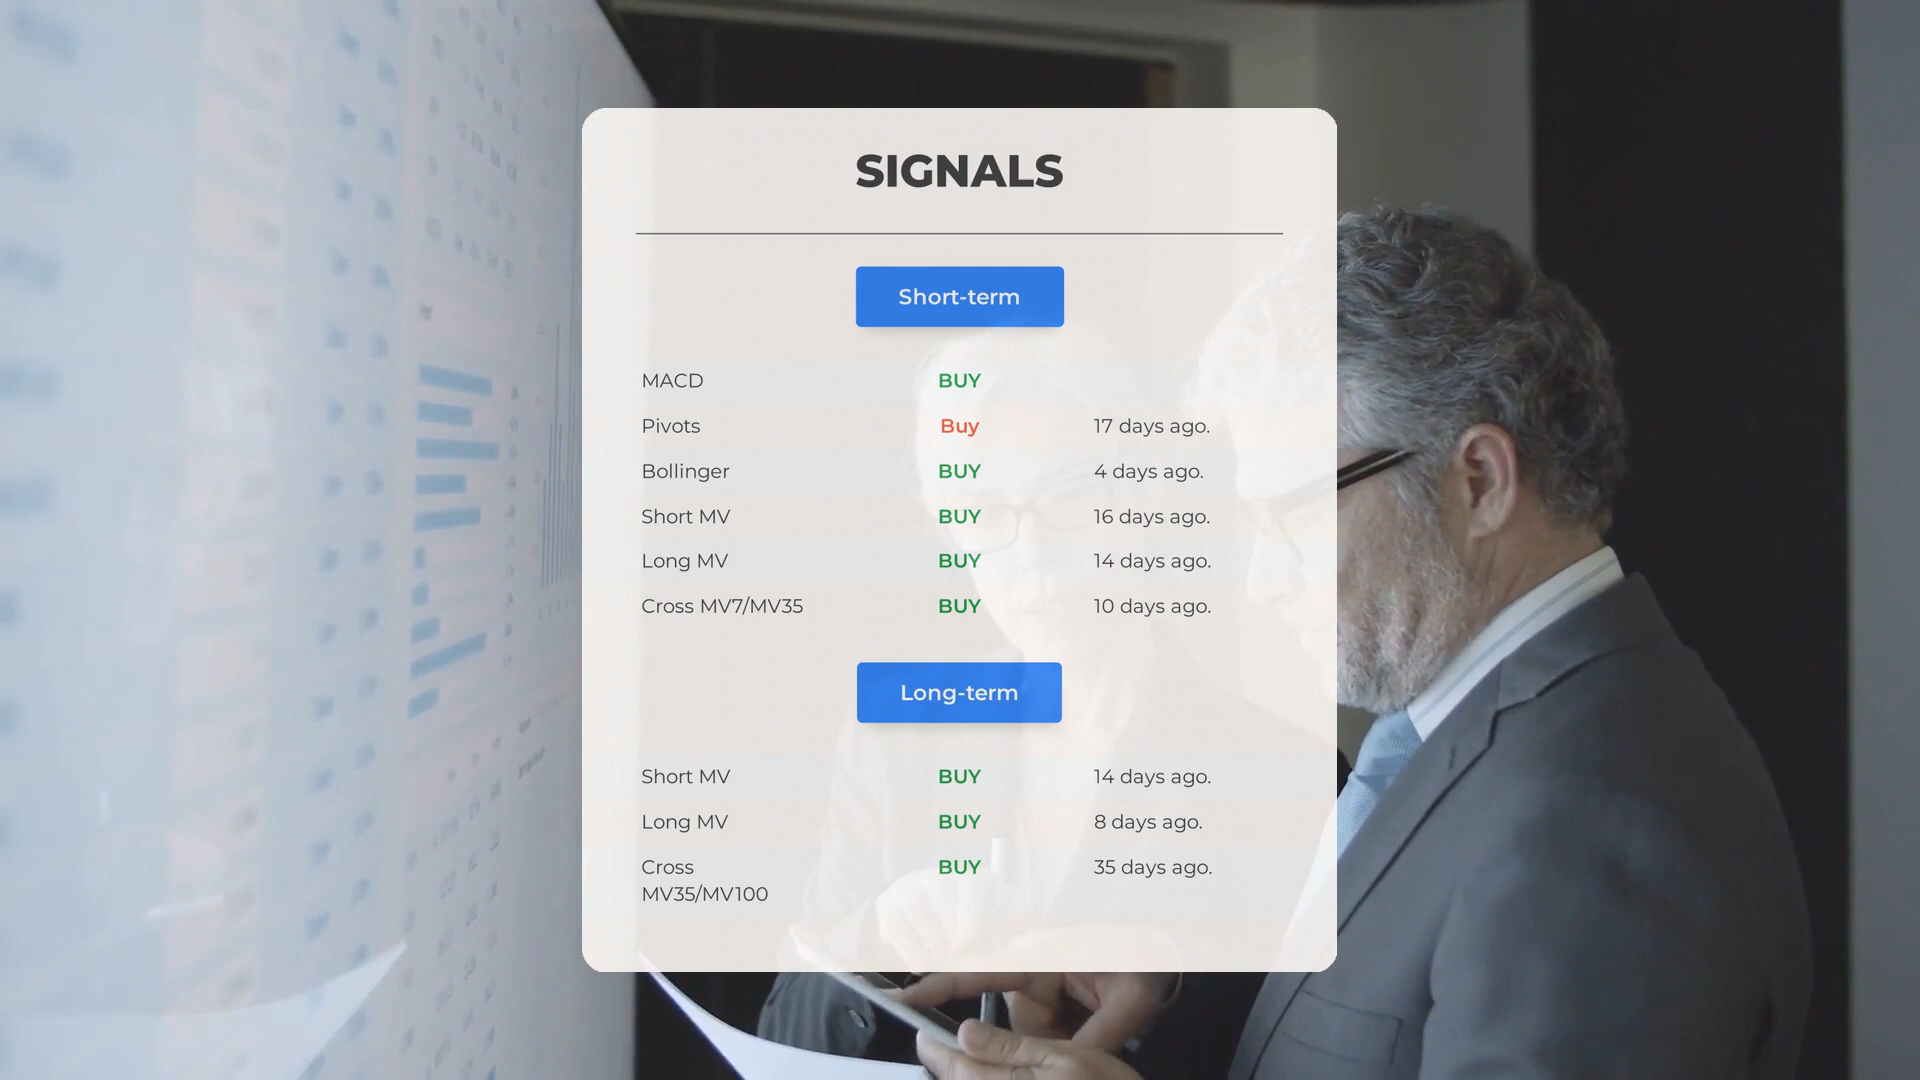 SIGNALS
Short-term
MACD BUY
Pivots Buy 17 days ago.
Bollinger BUY 4 days ago.
Short MV BUY 16 days ago.
Long MV BUY 14 days ago.
Cross MV7/MV35 BUY 10 days ago.
Long-term
Short MV BUY 14 days ago.
Long MV BUY 8 days ago.
Cross BUY 35 days ago.
MV35/MV100